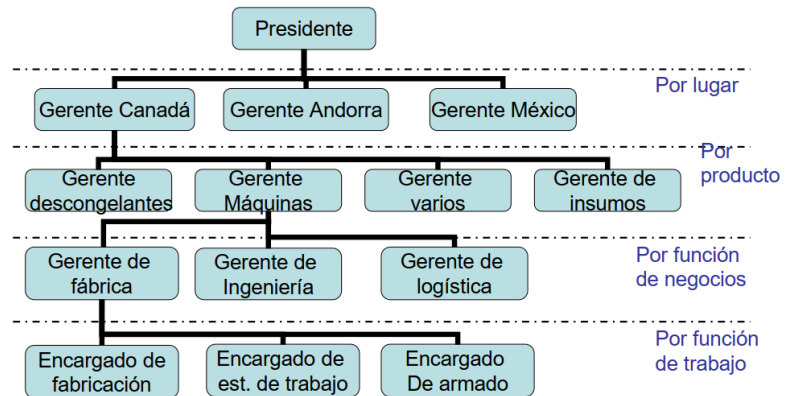 Presidente
Por lugar
Gerente Canadá
Gerente Andorra
Gerente México
Por
producto
Gerente
descongelantes
Gerente
Máquinas
Gerente
varios
Gerente de
insumos
Por función
de negocios
Gerente de
fábrica
Gerente de
Ingeniería
Gerente de
logística
Por función
de trabajo
Encargado de
fabricación
Encargado de
est. de trabajo
Encargado
De armado